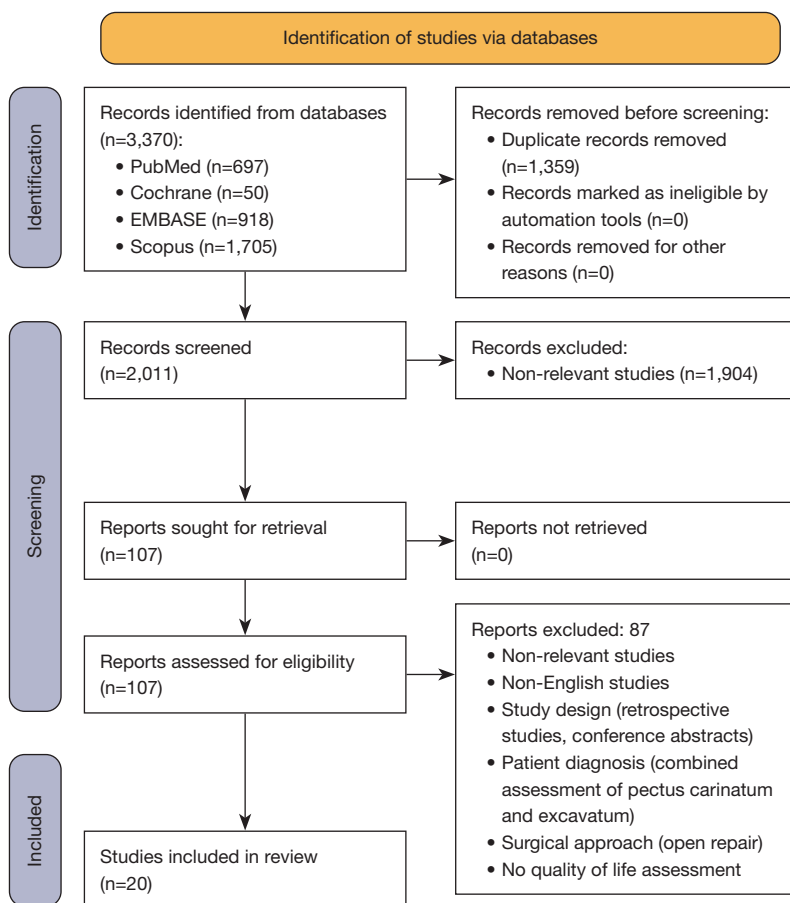 Identification of studies via databases
Identification
Records identified from databases
(n=3,370):
• PubMed (n=697)
• Cochrane (n=50)
• EMBASE (n=918)
• Scopus (n=1,705)
Records removed before screening:
• Duplicate records removed
(n=1,359)
• Records marked as ineligible by
automation tools (n=0)
• Records removed for other
reasons (n=0)
Screening
Records screened
(n=2,011)
Records excluded:
• Non-relevant studies (n=1,904)
Reports sought for retrieval
(n=107)
Reports not retrieved
(n=0)
Reports assessed for eligibility
(n=107)
Reports excluded: 87
• Non-relevant studies
• Non-English studies
• Study design (retrospective
studies, conference abstracts)
• Patient diagnosis (combined
assessment of pectus carinatum
and excavatum)
• Surgical approach (open repair)
• No quality of life assessment
Included
Studies included in review
(n=20)